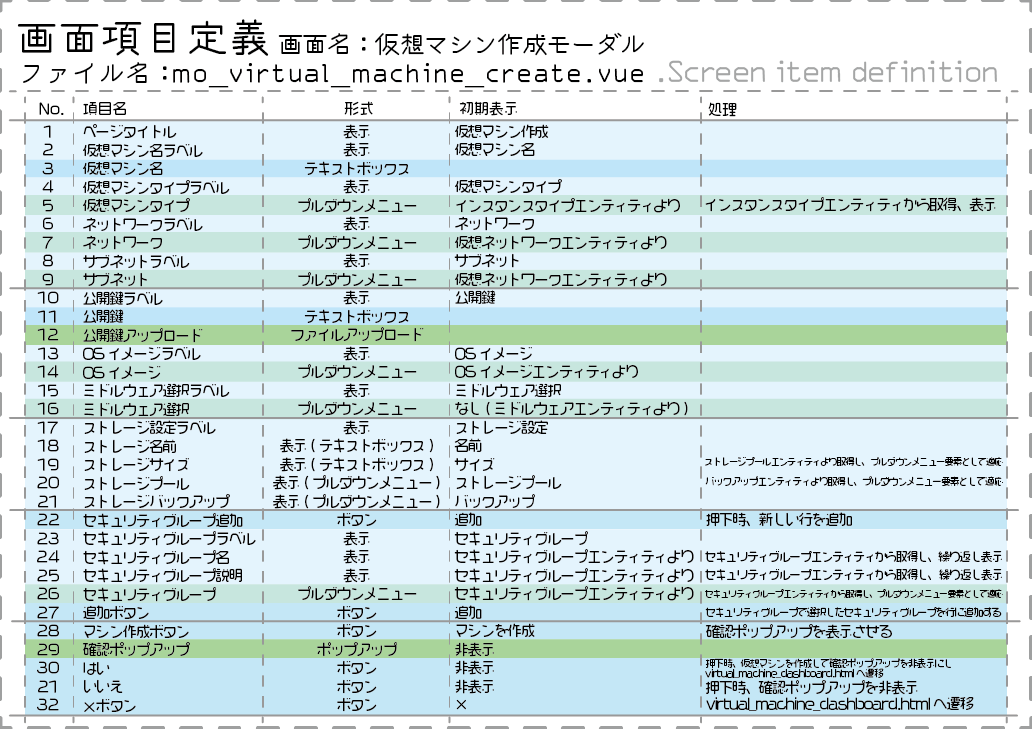 画面項目定義 画面名：仮想マシン作成モーダル
ファイル名：mo_virtual_machine_create.vue .Screen item definition
No. 項目名 形式 初期表示 処理
1 ページタイトル 表示 仮想マシン作成
2 仮想マシン名ラベル 表示 仮想マシン名
3 仮想マシン名 テキストボックス
4 仮想マシンタイプラベル 表示 仮想マシンタイプ
5 仮想マシンタイプ プルダウンメニュー インスタンスタイプエンティティより インスタンスタイプエンティティから取得、表示
6 ネットワークラベル 表示 ネットワーク
7 ネットワーク プルダウンメニュー 仮想ネットワークエンティティより
8 サブネットラベル 表示 サブネット
9 サブネット プルダウンメニュー 仮想ネットワークエンティティより
10 公開鍵ラベル 表示 公開鍵
11 公開鍵 テキストボックス
12 公開鍵アップロード ファイルアップロード
13 OSイメージラベル 表示 OSイメージ
14 OSイメージ プルダウンメニュー OSイメージエンティティより
15 ミドルウェア選択ラベル 表示 ミドルウェア選択
16 ミドルウェア選択 プルダウンメニュー なし(ミドルウェアエンティティより)
17 ストレージ設定ラベル 表示 ストレージ設定
18 ストレージ名前 表示(テキストボックス) 名前
19 ストレージサイズ 表示(テキストボックス) サイズ ストレージプールエンティティより取得し、プルダウンメニュー要素として適応
20 ストレージプール 表示(プルダウンメニュー) ストレージプール バックアップエンティティより取得し、プルダウンメニュー要素として適応
21 ストレージバックアップ 表示(プルダウンメニュー) バックアップ
22 セキュリティグループ追加 ボタン 追加 押下時、新しい行を追加
23 セキュリティグループラベル 表示 セキュリティグループ
24 セキュリティグループ名 表示 セキュリティグループエンティティより セキュリティグループエンティティから取得し、繰り返し表示
25 セキュリティグループ説明 表示 セキュリティグループエンティティより セキュリティグループエンティティから取得し、繰り返し表示
26 セキュリティグループ プルダウンメニュー セキュリティグループエンティティより セキュリティグループエンティティから取得し、プルダウンメニュー要素として適応
27 追加ボタン ボタン 追加 セキュリティグループで選択したセキュリティグループを行に追加する
28 マシン作成ボタン ボタン マシンを作成 確認ポップアップを表示させる
29 確認ポップアップ ポップアップ 非表示
30 はい ボタン 非表示 押下時、仮想マシンを作成して確認ポップアップを非表示にし
virtual_machine_dashboard.htmlへ遷移
21 いいえ ボタン 非表示 押下時、確認ポップアップを非表示
32 ×ボタン ボタン × virtual_machine_dashboard.htmlへ遷移